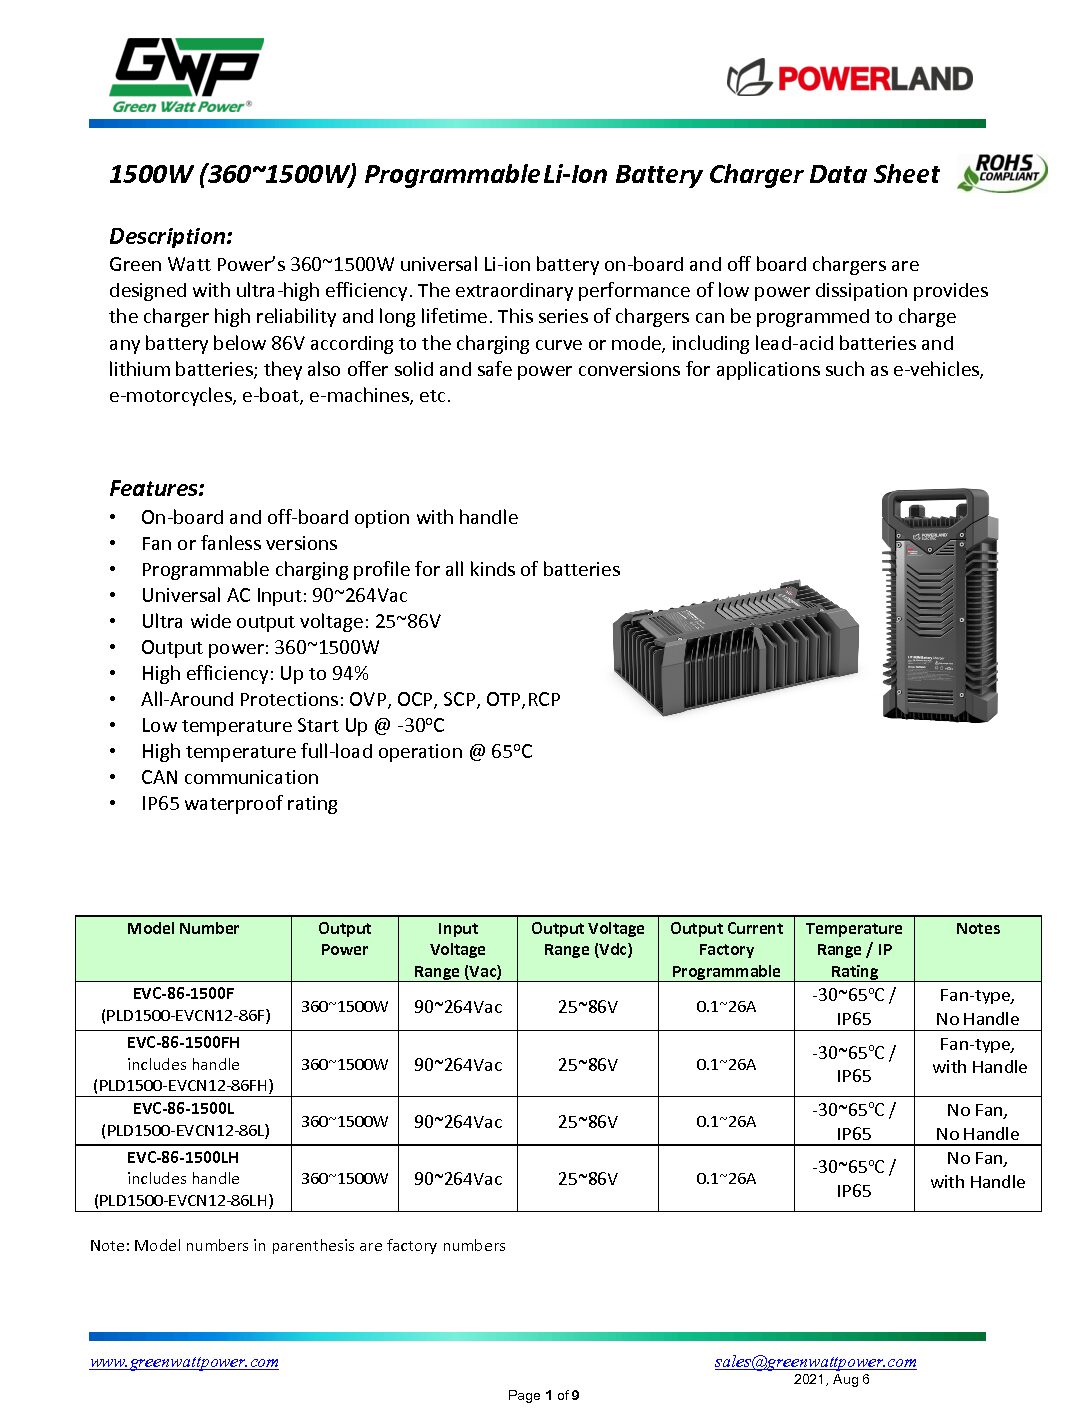 GWP
Green Watt Power®
POWERLAND
1500W (360~1500W) Programmable Li-Ion Battery Charger Data Sheet
ROHS
COMPLIANT
Description:
Green Watt Power’s 360~1500W universal Li-ion battery on-board and off board chargers are
designed with ultra-high efficiency. The extraordinary performance of low power dissipation provides
the charger high reliability and long lifetime. This series of chargers can be programmed to charge
any battery below 86V according to the charging curve or mode, including lead-acid batteries and
lithium batteries; they also offer solid and safe power conversions for applications such as e-vehicles,
e-motorcycles, e-boat, e-machines, etc.
Features:
• On-board and off-board option with handle
• Fan or fanless versions
• Programmable charging profile for all kinds of batteries
• Universal AC Input: 90~264Vac
• Ultra wide output voltage: 25~86V
• Output power: 360~1500W
• High efficiency: Up to 94%
• All-Around Protections: OVP, OCP, SCP, OTP,RCP
• Low temperature Start Up @ -30°C
• High temperature full-load operation @ 65°C
• CAN communication
• IP65 waterproof rating
POWERLAND
Model Number Output Input Output Voltage Output Current Temperature Notes
Power Voltage Range (Vdc) Factory Range / IP
Range (Vac) Programmable Rating
EVC-86-1500F
(PLD1500-EVCN12-86F) 360~1500W 90~264Vac 25~86V 0.1~26A -30~65°C / IP65 Fan-type, No Handle
EVC-86-1500FH
includes handle
(PLD1500-EVCN12-86FH) 360~1500W 90~264Vac 25~86V 0.1~26A -30~65°C / IP65 Fan-type, with Handle
EVC-86-1500L
(PLD1500-EVCN12-86L) 360~1500W 90~264Vac 25~86V 0.1~26A -30~65°C / IP65 No Fan, No Handle
EVC-86-1500LH
includes handle
(PLD1500-EVCN12-86LH) 360~1500W 90~264Vac 25~86V 0.1~26A -30~65°C / IP65 No Fan, with Handle
Note: Model numbers in parenthesis are factory numbers
www.greenwattpower.com sales@greenwattpower.com
2021, Aug 6
Page 1 of 9